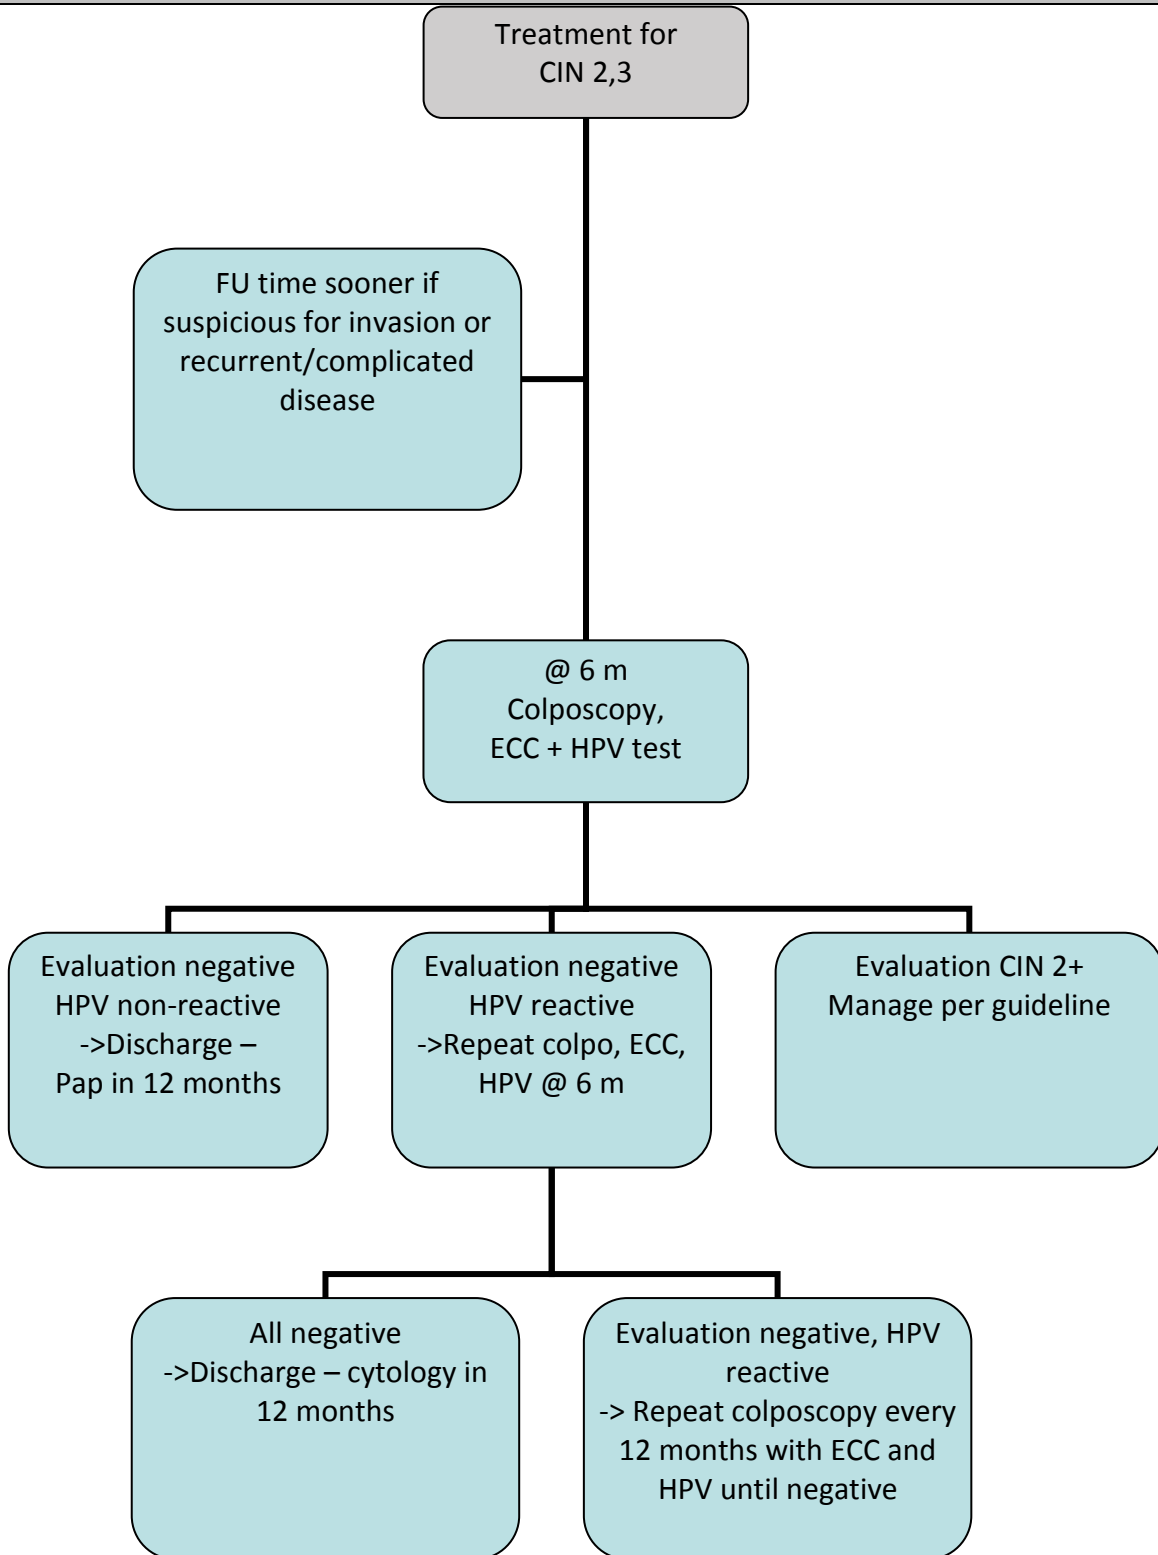 Treatment for
CIN 2,3
FU time sooner if
suspicious for invasion or
recurrent/complicated
disease
@ 6 m
Colposcopy,
ECC + HPV test
Evaluation negative
HPV non-reactive
->Discharge –
Pap in 12 months
Evaluation negative
HPV reactive
->Repeat colpo, ECC,
HPV @ 6 m
Evaluation CIN 2+
Manage per guideline
All negative
->Discharge – cytology in
12 months
Evaluation negative, HPV
reactive
-> Repeat colposcopy every
12 months with ECC and
HPV until negative